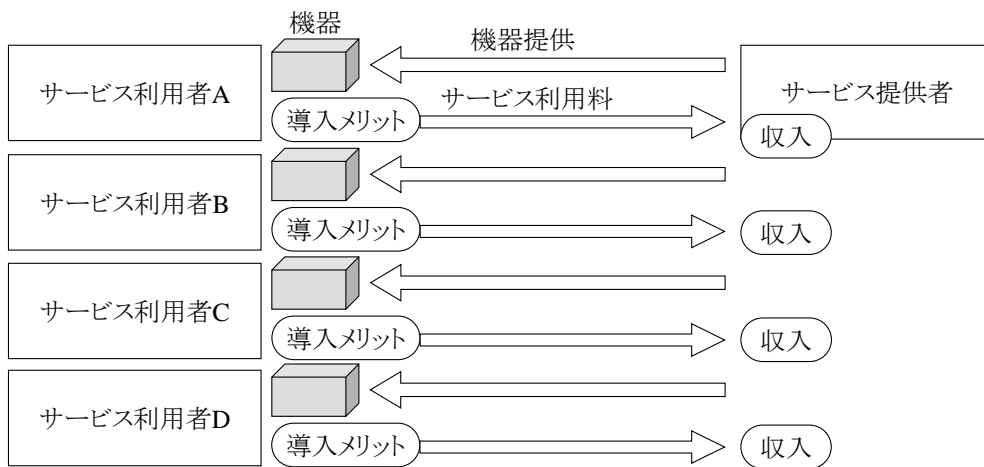 機器
機器提供
サービス利用者A
サービス提供者
サービス利用料
導入メリット
収入
サービス利用者B
導入メリット
収入
サービス利用者C
導入メリット
収入
サービス利用者D
導入メリット
収入